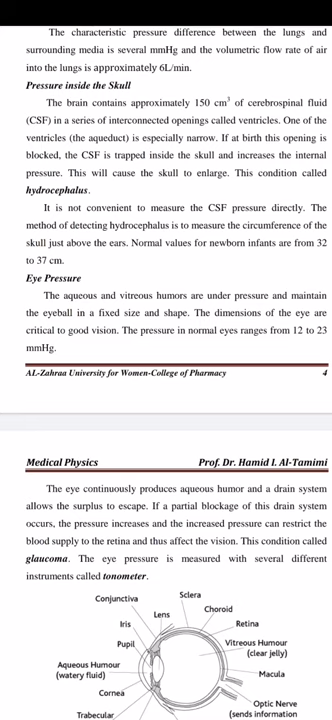 The characteristic pressure difference between the lungs and
surrounding media is several mmHg and the volumetric flow rate of air
into the lungs is approximately 6L/min.
Pressure inside the Skull
The brain contains approximately 150 cm³ of cerebrospinal fluid
(CSF) in a series of interconnected openings called ventricles. One of the
ventricles (the aqueduct) is especially narrow. If at birth this opening is
blocked, the CSF is trapped inside the skull and increases the internal
pressure. This will cause the skull to enlarge. This condition called
hydrocephalus.
It is not convenient to measure the CSF pressure directly. The
method of detecting hydrocephalus is to measure the circumference of the
skull just above the ears. Normal values for newborn infants are from 32
to 37 cm.
Eye Pressure
The aqueous and vitreous humors are under pressure and maintain
the eyeball in a fixed size and shape. The dimensions of the eye are
critical to good vision. The pressure in normal eyes ranges from 12 to 23
mmHg.
AL-Zahraa University for Women-College of Pharmacy 4
Medical Physics Prof. Dr. Hamid I. Al-Tamimi
The eye continuously produces aqueous humor and a drain system
allows the surplus to escape. If a partial blockage of this drain system
occurs, the pressure increases and the increased pressure can restrict the
blood supply to the retina and thus affect the vision. This condition called
glaucoma. The eye pressure is measured with several different
instruments called tonometer.
Conjunctiva
Sclera
Lens
Choroid
Iris
Retina
Pupil
Vitreous Humour
(clear jelly)
Aqueous Humour
(watery fluid)
Macula
Cornea
Optic Nerve
Trabecular
(sends information